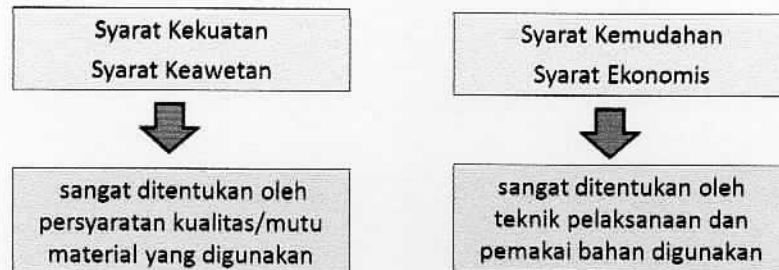 Syarat Kekuatan
Syarat Keawetan
sangat ditentukan oleh
persyaratan kualitas/mutu
material yang digunakan
Syarat Kemudahan
Syarat Ekonomis
sangat ditentukan oleh
teknik pelaksanaan dan
pemakai bahan digunakan